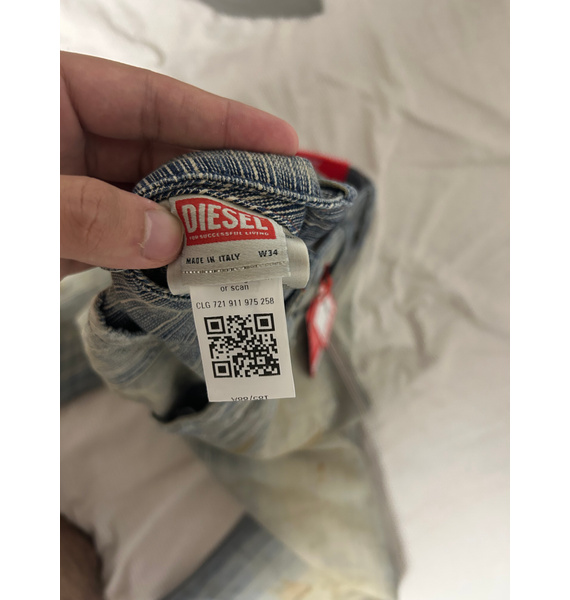 DIESEL
FOR SUCCESSFUL LIVING
MADE IN ITALY W34
or scan
CLG 721 911 975 258